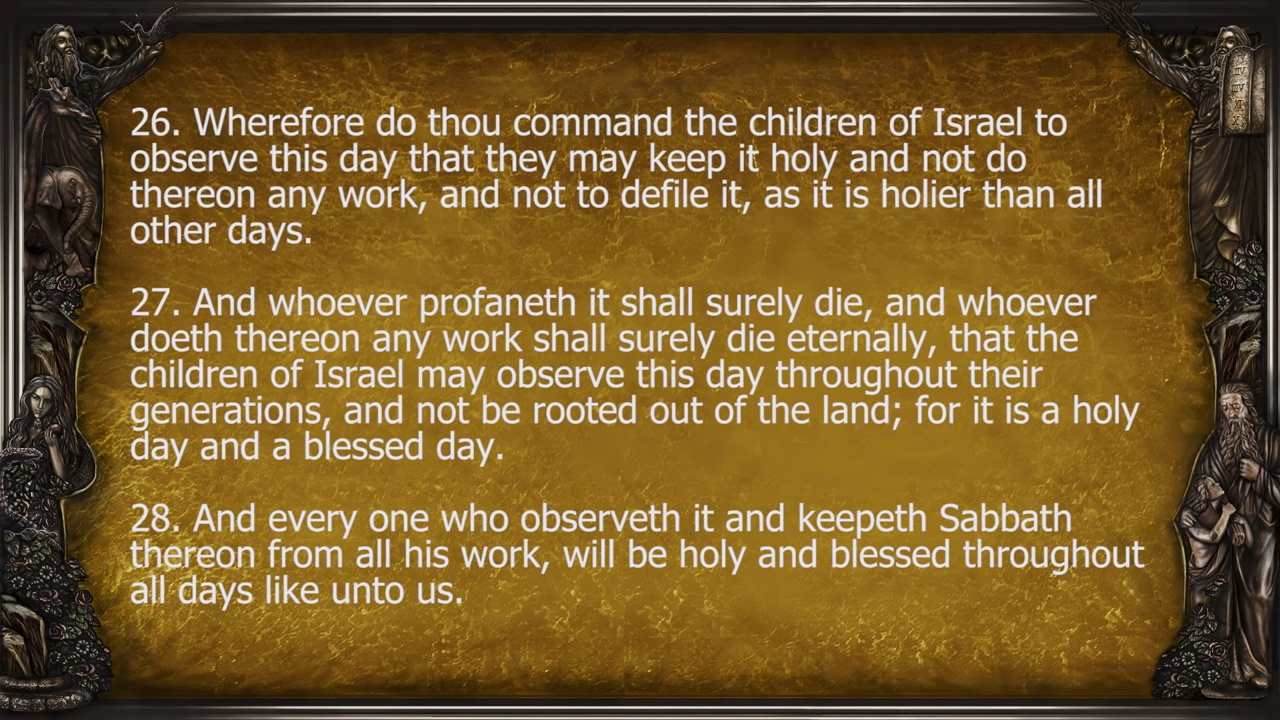 26. Wherefore do thou command the children of Israel to
observe this day that they may keep it holy and not do
thereon any work, and not to defile it, as it is holier than all
other days.
27. And whoever profaneth it shall surely die, and whoever
doeth thereon any work shall surely die eternally, that the
children of Israel may observe this day throughout their
generations, and not be rooted out of the land; for it is a holy
day and a blessed day.
28. And every one who observeth it and keepeth Sabbath
thereon from all his work, will be holy and blessed throughout
all days like unto us.